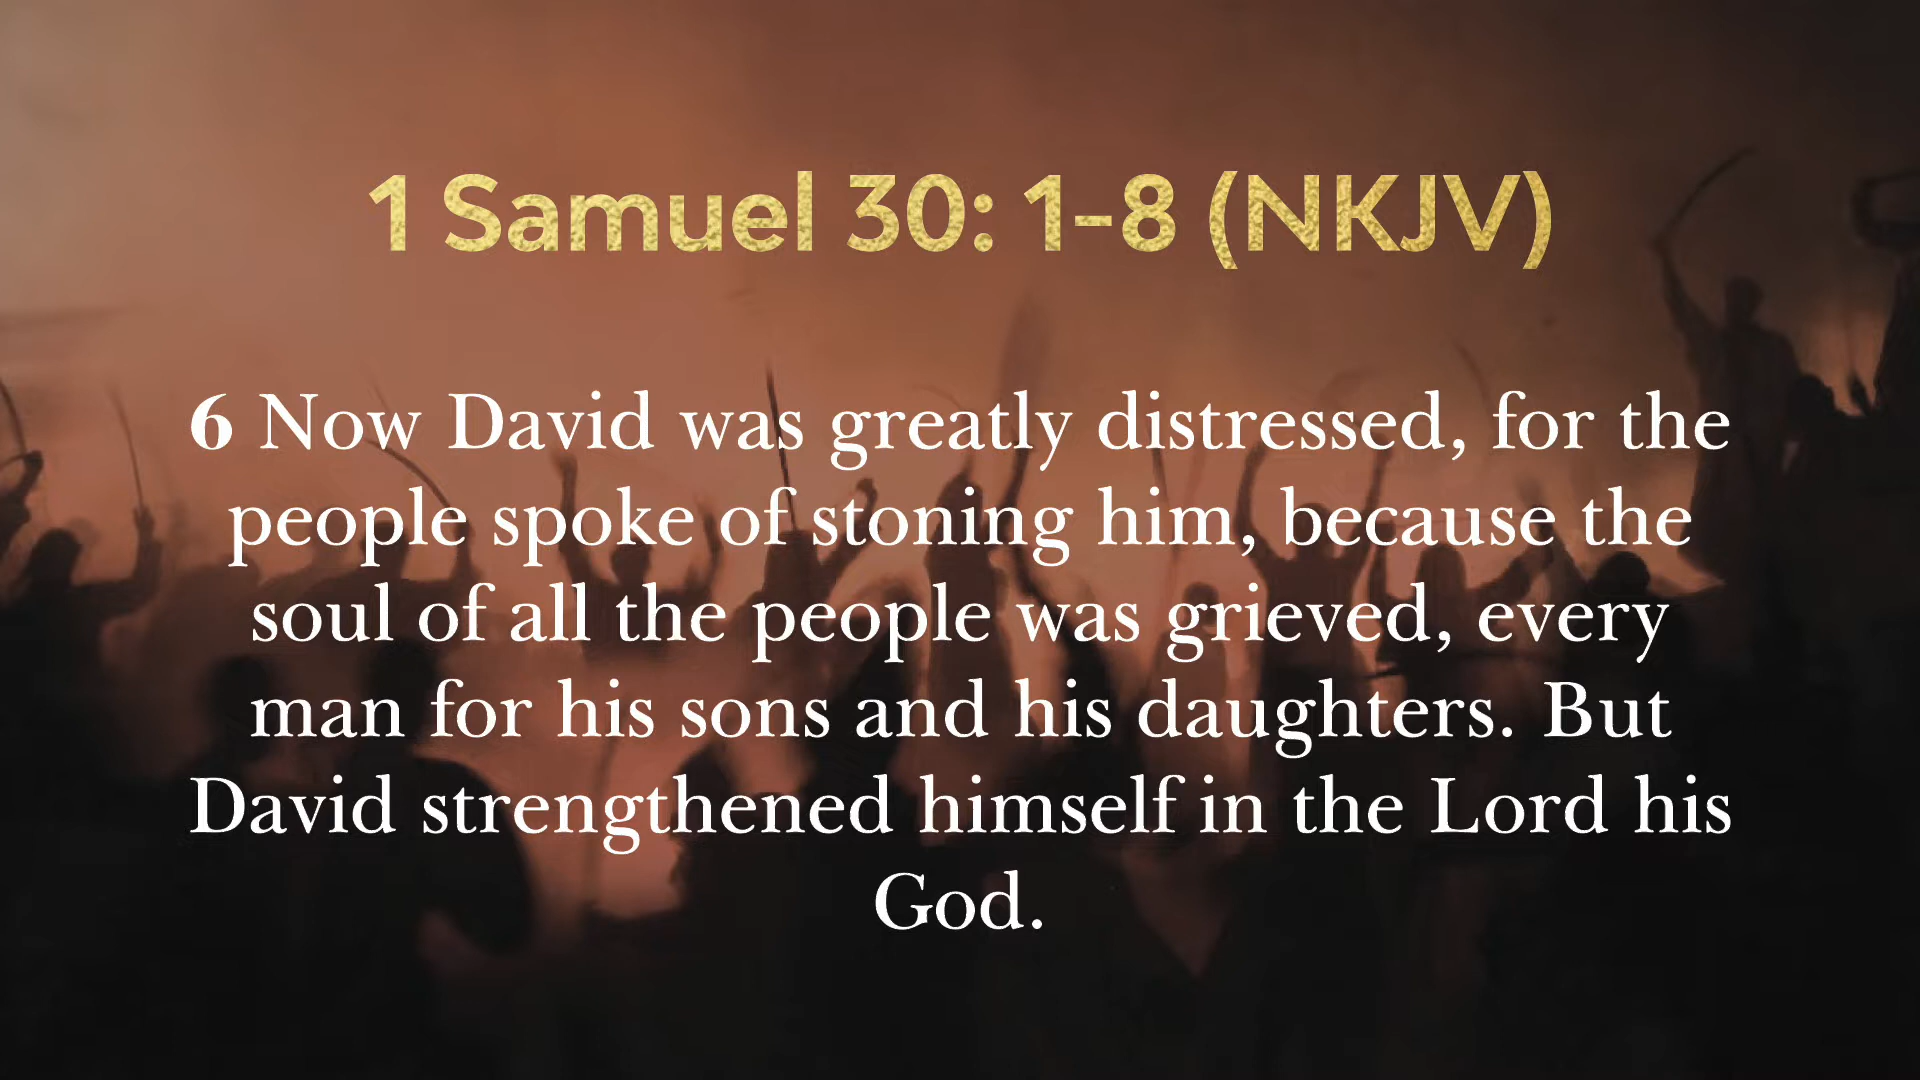 1 Samuel 30: 1-8 (NKJV)
6 Now David was greatly distressed, for the
people spoke of stoning him, because the
soul of all the people was grieved, every
man for his sons and his daughters. But
David strengthened himself in the Lord his
God.